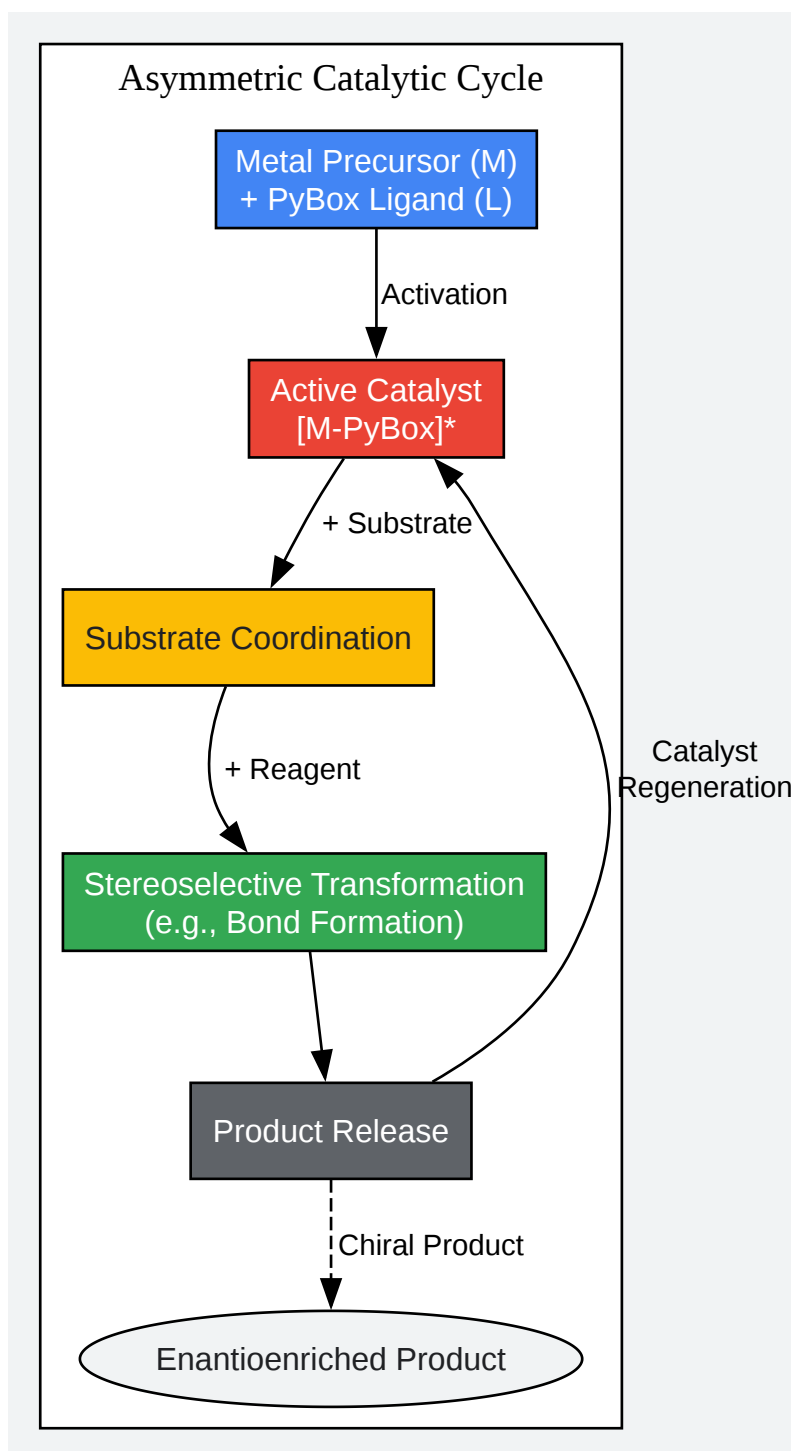 Asymmetric Catalytic Cycle
Metal Precursor (M)
+ PyBox Ligand (L)
Activation
Active Catalyst
[M-PyBox]*
+ Substrate
Substrate Coordination
Catalyst
Regeneration
+ Reagent
Stereoselective Transformation
(e.g., Bond Formation)
Product Release
Chiral Product
Enantioenriched Product